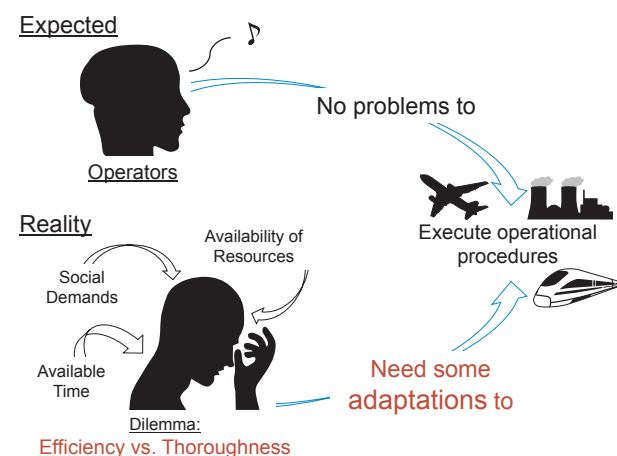 Expected
No problems to
Operators
Execute operational
procedures
Reality
Availability of
Resources
Social
Demands
Available
Time
Need some
adaptations to
Dilemma:
Efficiency vs. Thoroughness